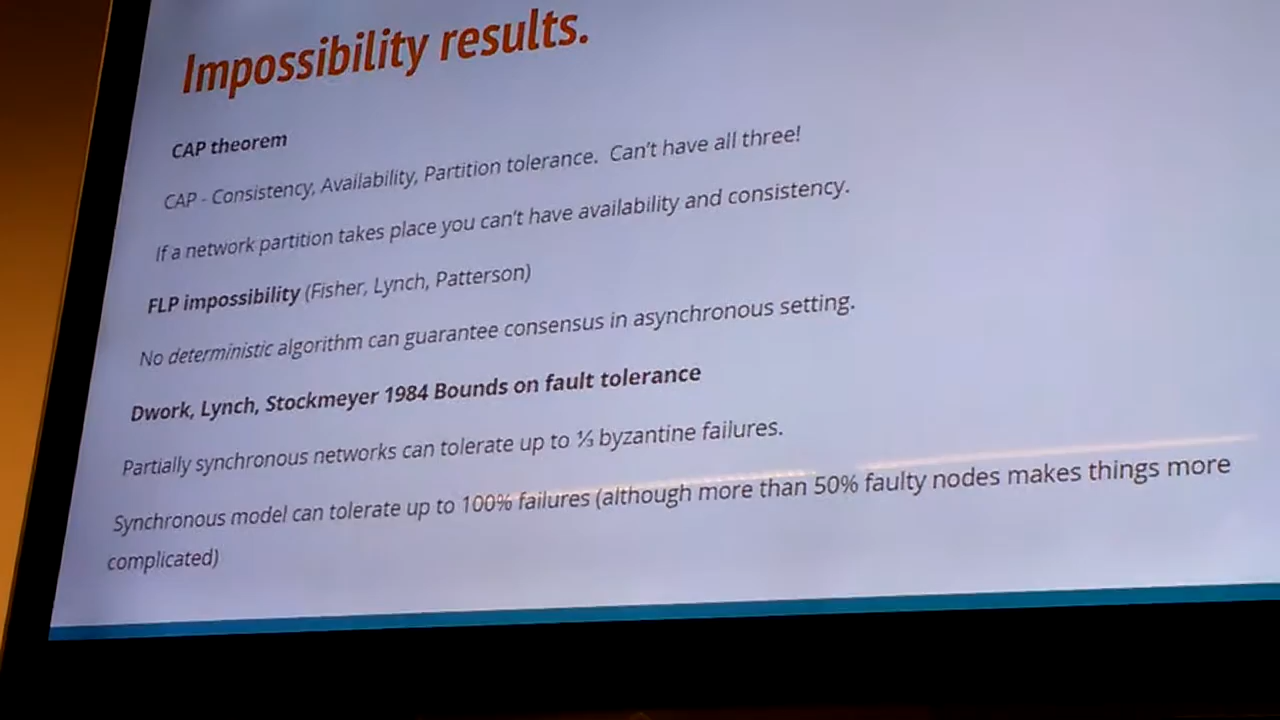 Impossibility results.
CAP theorem
CAP - Consistency, Availability, Partition tolerance.  Can't have all three!
If a network partition takes place you can't have availability and consistency.
FLP impossibility (Fisher, Lynch, Patterson)
No deterministic algorithm can guarantee consensus in asynchronous setting.
Dwork, Lynch, Stockmeyer 1984 Bounds on fault tolerance
Partially synchronous networks can tolerate up to ⅓ byzantine failures.
Synchronous model can tolerate up to 100% failures (although more than 50% faulty nodes makes things more
complicated)